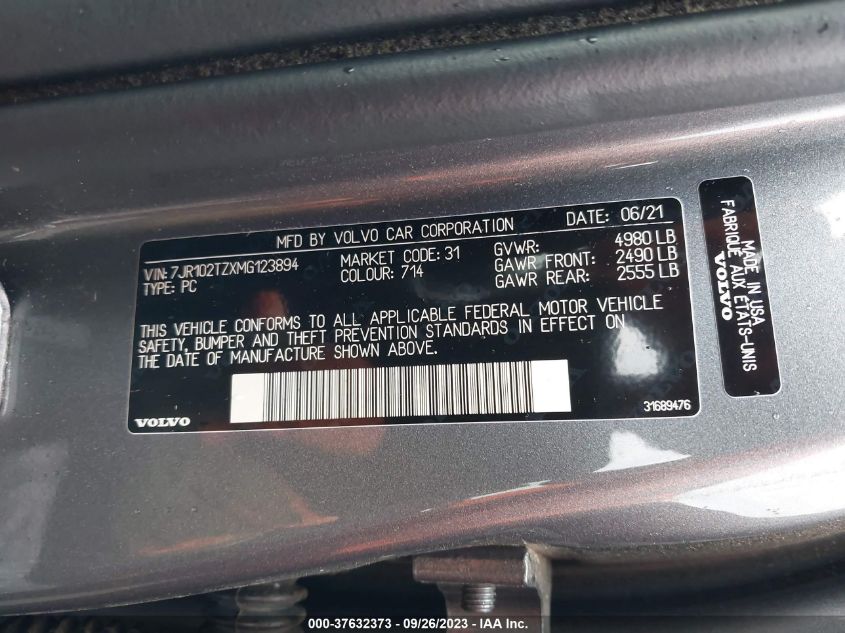 MFD BY VOLVO CAR CORPORATION DATE: 06/21
VIN: 7JR102TZXMG123894 MARKET CODE: 31 GVWR: 4980 LB
TYPE: PC COLOUR: 714 GAWR FRONT: 2490 LB
GAWR REAR: 2555 LB
THIS VEHICLE CONFORMS TO ALL APPLICABLE FEDERAL MOTOR VEHICLE
SAFETY, BUMPER AND THEFT PREVENTION STANDARDS IN EFFECT ON
THE DATE OF MANUFACTURE SHOWN ABOVE.
VOLVO 31689476
MADE IN USA
FABRIQUÉ AUX ÉTATS-UNIS
VOLVO
000-37632373 - 09/26/2023 - IAA Inc.